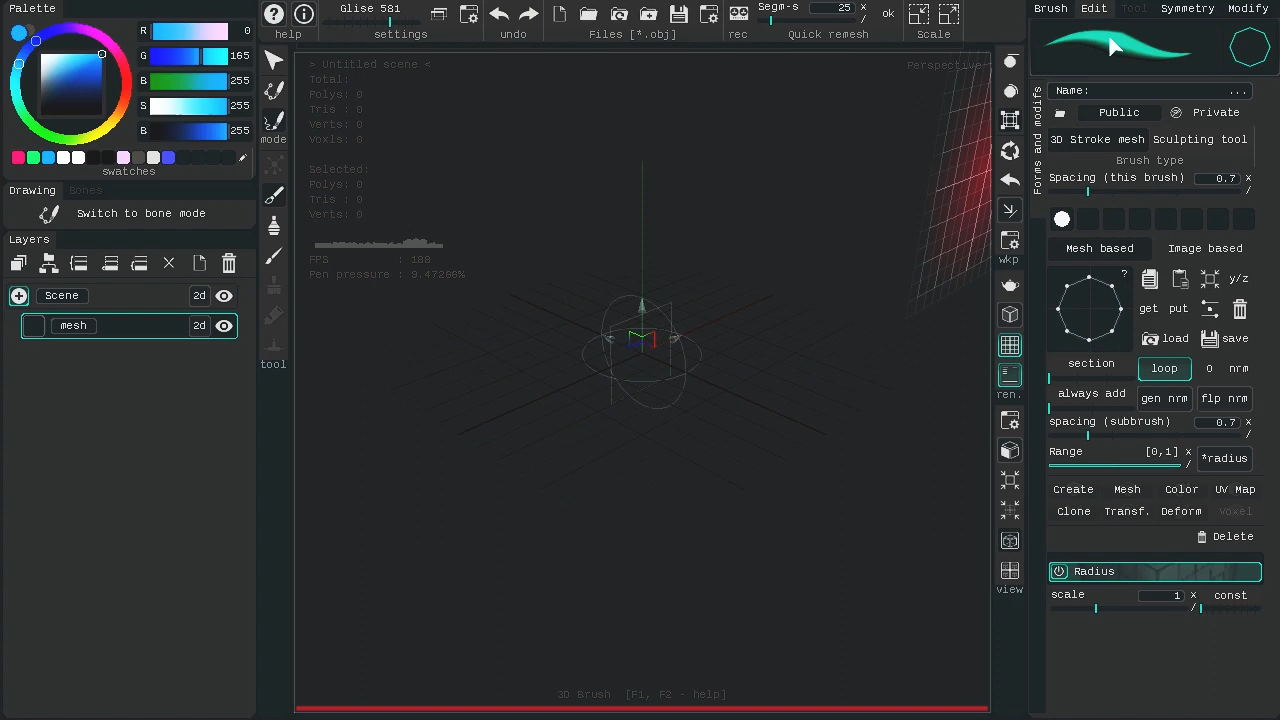 Palette
R 0
G 165
B 255
S 255
B 255
swatches
Drawing Bones
Switch to bone mode
Layers
Scene 2d
mesh 2d
help
Glise 581
settings
undo
Files [*.obj]
rec
Segm-s 25 x /
ok
Quick remesh
Scale
mode
tool
> Untitled scene <
Total:
Polys: 0
Tris : 0
Verts: 0
Voxls: 0
Selected:
Polys: 0
Tris : 0
Verts: 0
FPS : 188
Pen pressure : 9.47266%
Perspective
3D Brush [F1, F2 - help]
wkp
ren.
view
Brush Edit Tool Symmetry Modify
Forms and modifs
Name: ...
Public Private
3D Stroke mesh Sculpting tool
Brush type
Spacing (this brush) 0.7 x /
Mesh based Image based
? y/z
get put
load save
section loop 0 nrm
always add gen nrm flp nrm
spacing (subbrush) 0.7 x /
Range [0,1] x / *radius
Create Mesh Color UV Map
Clone Transf. Deform Voxel
Delete
Radius
scale 1 x / const